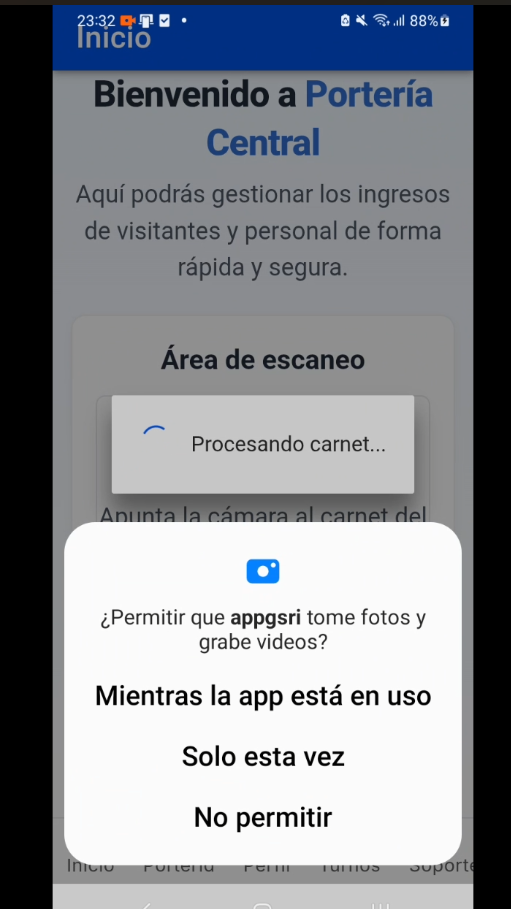 23:32
88%
Inicio
Bienvenido a Portería
Central
Aquí podrás gestionar los ingresos
de visitantes y personal de forma
rápida y segura.
Área de escaneo
Procesando carnet...
Apunta la cámara al carnet del
¿Permitir que appgsri tome fotos y
grabe videos?
Mientras la app está en uso
Solo esta vez
No permitir
Inicio Portería Perfil Turnos Soporte